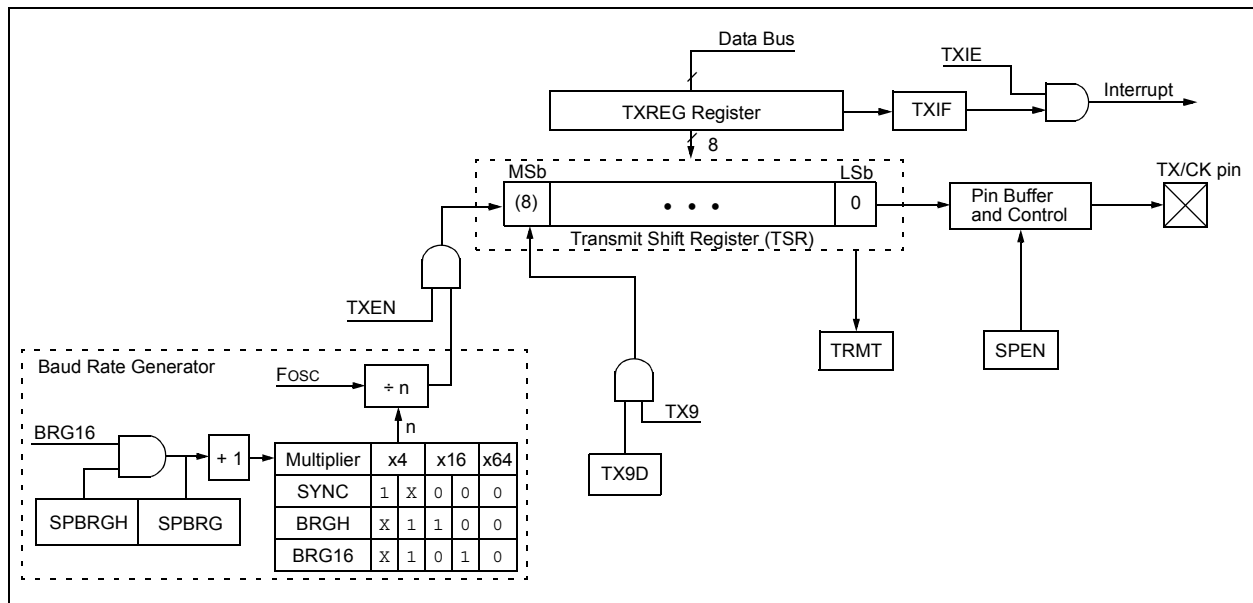 Data Bus
TXIE
Interrupt
TXREG Register
TXIF
8
MSb
LSb
TX/CK pin
(8)
• • •
0
Pin Buffer
and Control
Transmit Shift Register (TSR)
TXEN
TRMT
SPEN
Baud Rate Generator
FOSC
÷ n
n
TX9
BRG16
+ 1
TX9D
Multiplier x4 x16 x64
SYNC 1 X 0 0 0
SPBRGH SPBRG
BRGH X 1 1 0 0
BRG16 X 1 0 1 0